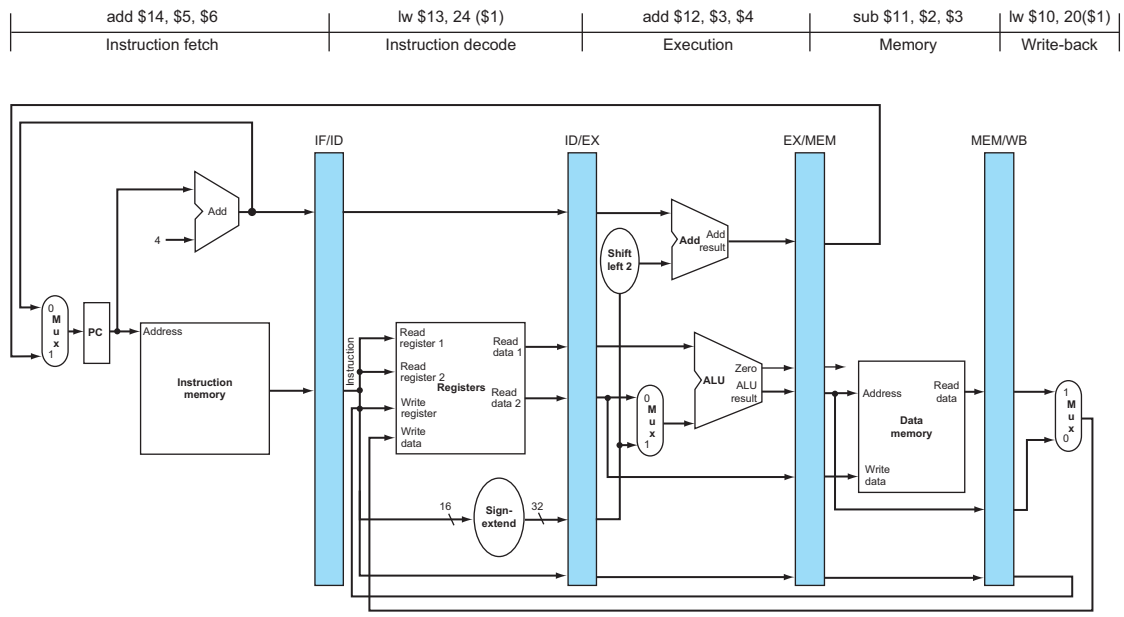 add $14, $5, $6
lw $13, 24 ($1)
add $12, $3, $4
sub $11, $2, $3
lw $10, 20($1)
Instruction fetch
Instruction decode
Execution
Memory
Write-back
IF/ID
ID/EX
EX/MEM
MEM/WB
Add
4
Add
Add
result
Shift
left 2
0
M
u
x
1
PC
Address
Instruction
memory
Instruction
Read
register 1
Read
register 2
Registers
Write
register
Write
data
Read
data 1
Read
data 2
0
M
u
x
1
ALU
Zero
ALU
result
Address
Read
data
Data
memory
Write
data
1
M
u
x
0
16
Sign-
extend
32